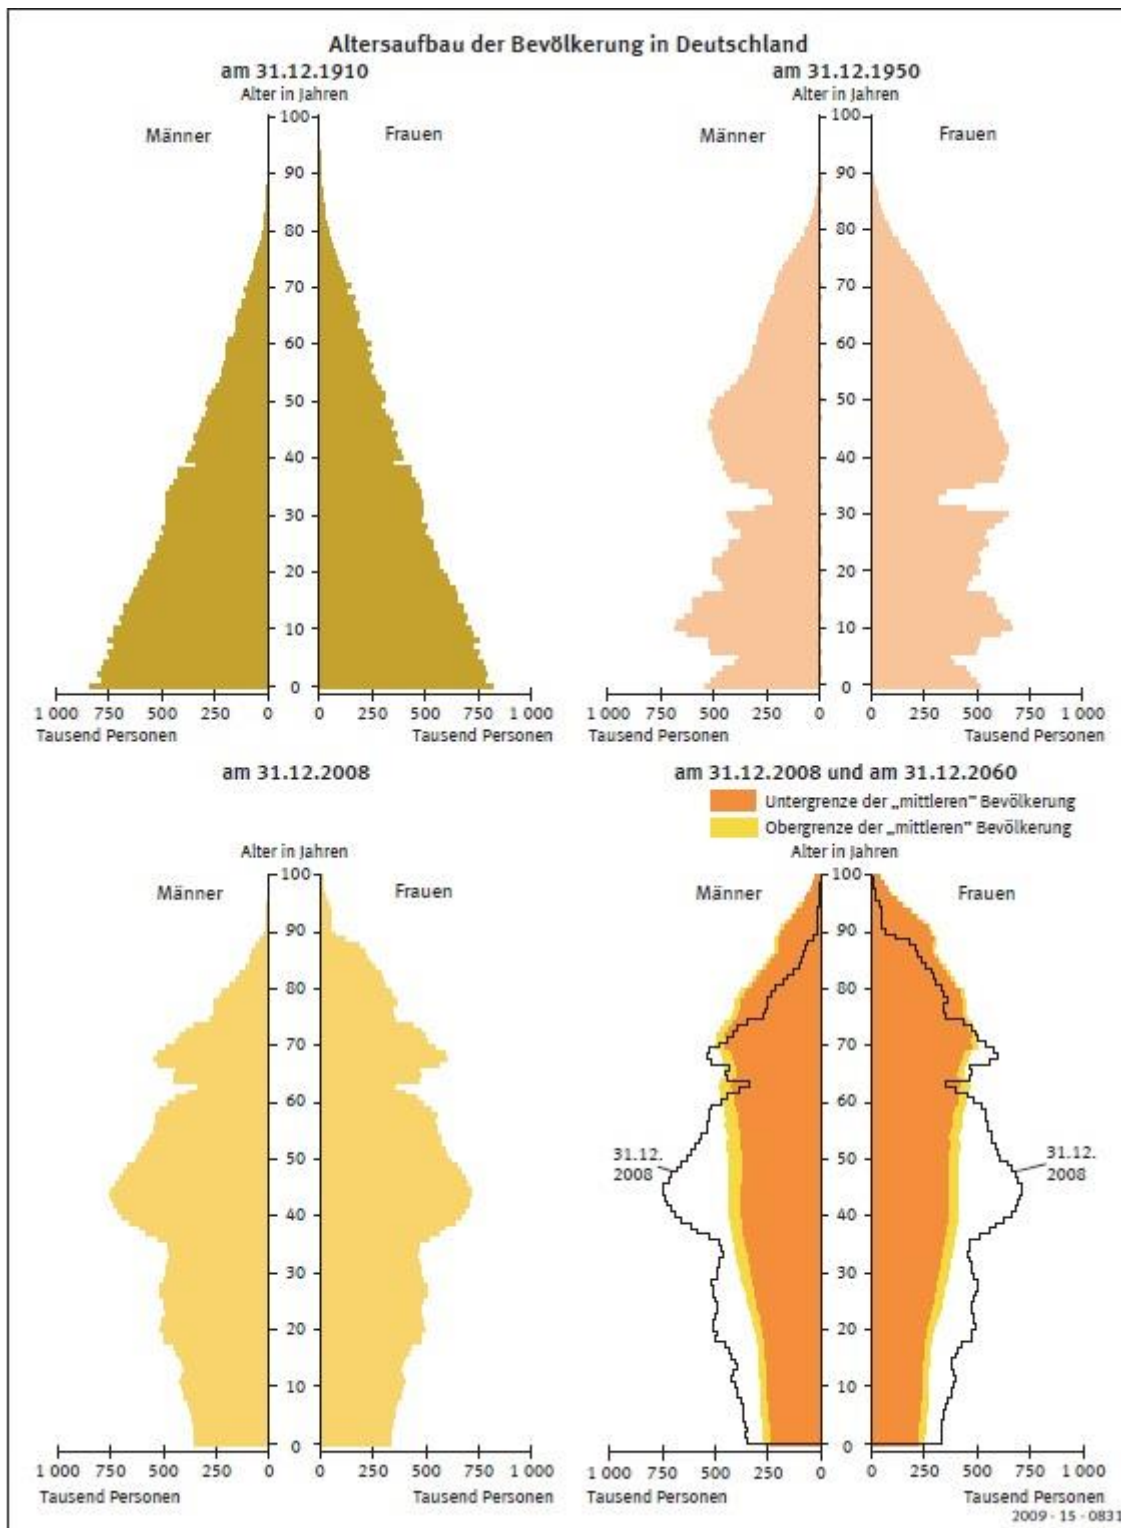 Altersaufbau der Bevölkerung in Deutschland
am 31.12.1910
Alter in Jahren
Männer
Frauen
100
90
80
70
60
50
40
30
20
10
0
1 000 750 500 250 0
0 250 500 750 1 000
Tausend Personen
Tausend Personen
am 31.12.1950
Alter in Jahren
Männer
Frauen
100
90
80
70
60
50
40
30
20
10
0
1 000 750 500 250 0
0 250 500 750 1 000
Tausend Personen
Tausend Personen
am 31.12.2008
Alter in Jahren
Männer
Frauen
100
90
80
70
60
50
40
30
20
10
0
1 000 750 500 250 0
0 250 500 750 1 000
Tausend Personen
Tausend Personen
am 31.12.2008 und am 31.12.2060
Untergrenze der „mittleren" Bevölkerung
Obergrenze der „mittleren" Bevölkerung
Alter in Jahren
Männer
Frauen
100
90
80
70
60
50
40
30
20
10
0
31.12.
2008
31.12.
2008
1 000 750 500 250 0
0 250 500 750 1 000
Tausend Personen
Tausend Personen
2009 - 15 - 0831